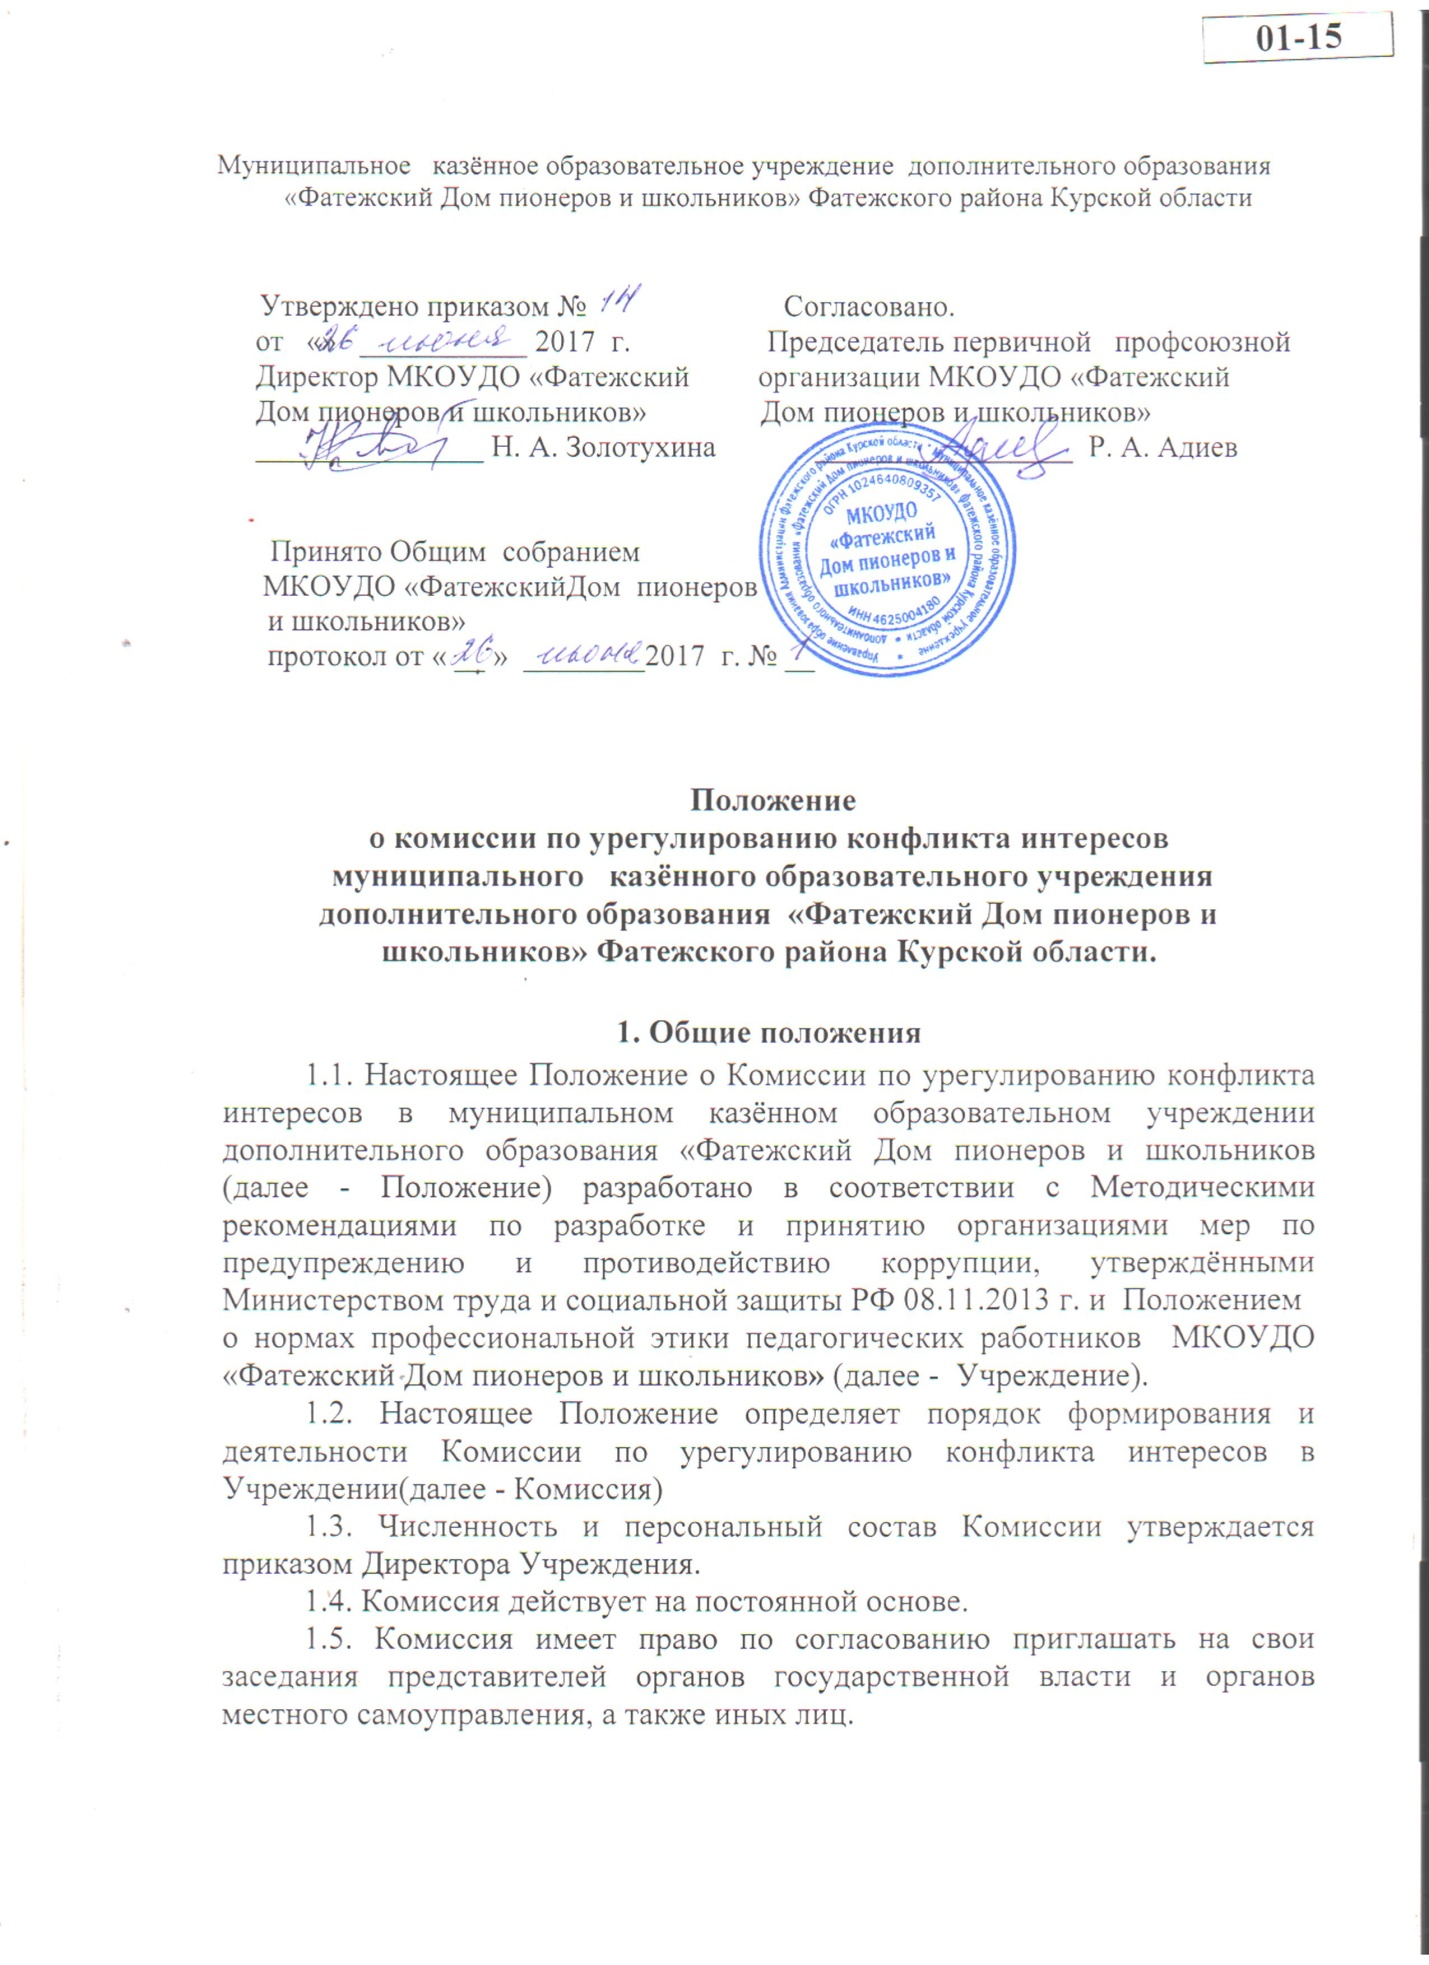 01-15
Муниципальное казённое образовательное учреждение дополнительного образования
«Фатежский Дом пионеров и школьников» Фатежского района Курской области
Утверждено приказом № 14
от «26» июня 2017 г.
Директор МКОУДО «Фатежский
Дом пионеров и школьников»
Н. А. Золотухина
Согласовано.
Председатель первичной профсоюзной
организации МКОУДО «Фатежский
Дом пионеров и школьников»
Р. А. Адиев
Принято Общим собранием
МКОУДО «ФатежскийДом пионеров
и школьников»
протокол от «26» июня 2017 г. № 1
ОГРН 1024640809357
МКОУДО
«Фатежский
Дом пионеров и
школьников»
ИНН 4625004180
Положение
о комиссии по урегулированию конфликта интересов
муниципального казённого образовательного учреждения
дополнительного образования «Фатежский Дом пионеров и
школьников» Фатежского района Курской области.
1. Общие положения
1.1. Настоящее Положение о Комиссии по урегулированию конфликта
интересов в муниципальном казённом образовательном учреждении
дополнительного образования «Фатежский Дом пионеров и школьников
(далее - Положение) разработано в соответствии с Методическими
рекомендациями по разработке и принятию организациями мер по
предупреждению и противодействию коррупции, утверждёнными
Министерством труда и социальной защиты РФ 08.11.2013 г. и Положением
о нормах профессиональной этики педагогических работников МКОУДО
«Фатежский Дом пионеров и школьников» (далее - Учреждение).
1.2. Настоящее Положение определяет порядок формирования и
деятельности Комиссии по урегулированию конфликта интересов в
Учреждении(далее - Комиссия)
1.3. Численность и персональный состав Комиссии утверждается
приказом Директора Учреждения.
1.4. Комиссия действует на постоянной основе.
1.5. Комиссия имеет право по согласованию приглашать на свои
заседания представителей органов государственной власти и органов
местного самоуправления, а также иных лиц.